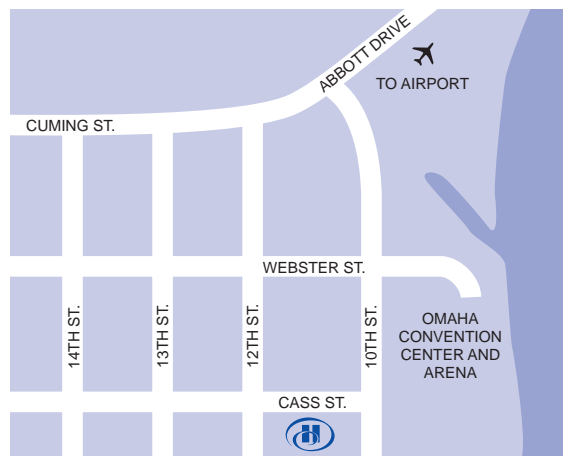 ABBOTT DRIVE
TO AIRPORT
CUMING ST.
WEBSTER ST.
14TH ST.
13TH ST.
12TH ST.
10TH ST.
OMAHA
CONVENTION
CENTER AND
ARENA
CASS ST.
H